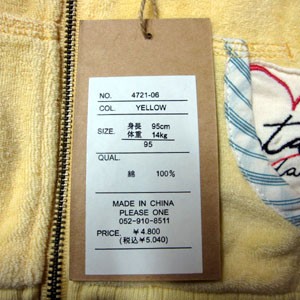 NO. 4721-06
COL. YELLOW
SIZE. 身長 95cm
体重 14kg
95
QUAL.
綿 100%
MADE IN CHINA
PLEASE ONE
052-910-8511
PRICE. ¥4.800
(税込¥5.040)